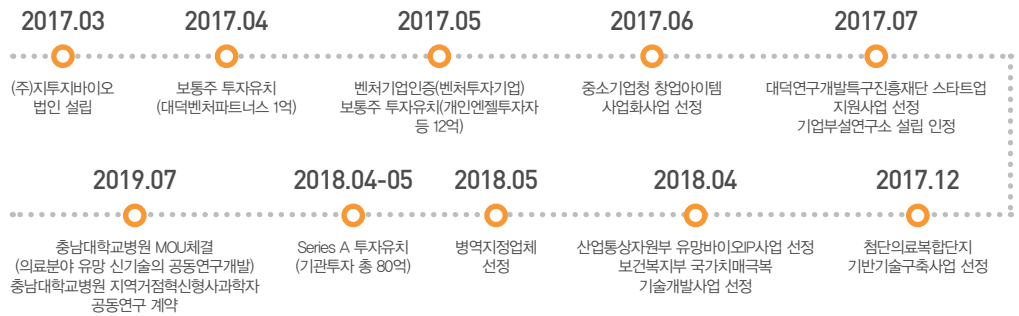 2017.03
(주)지투지바이오
법인 설립
2017.04
보통주 투자유치
(대덕벤처파트너스 1억)
2017.05
벤처기업인증(벤처투자기업)
보통주 투자유치(개인엔젤투자자
등 12억)
2017.06
중소기업청 창업아이템
사업화사업 선정
2017.07
대덕연구개발특구진흥재단 스타트업
지원사업 선정
기업부설연구소 설립 인정
2017.12
첨단의료복합단지
기반기술구축사업 선정
2018.04
산업통상자원부 유망바이오IP사업 선정
보건복지부 국가치매극복
기술개발사업 선정
2018.05
병역지정업체
선정
2018.04-05
Series A 투자유치
(기관투자 총 80억)
2019.07
충남대학교병원 MOU체결
(의료분야 유망 신기술의 공동연구개발)
충남대학교병원 지역거점혁신형사과학자
공동연구 계약